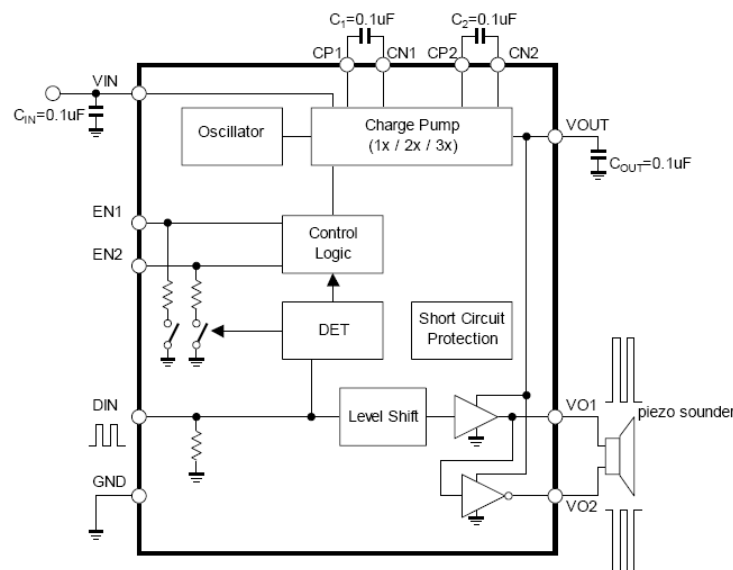 C1=0.1uF
C2=0.1uF
CP1
CN1
CP2
CN2
VIN
CIN=0.1uF
Oscillator
Charge Pump
(1x / 2x / 3x)
VOUT
COUT=0.1uF
EN1
EN2
Control
Logic
DET
Short Circuit
Protection
DIN
Level Shift
VO1
piezo sounder
GND
VO2